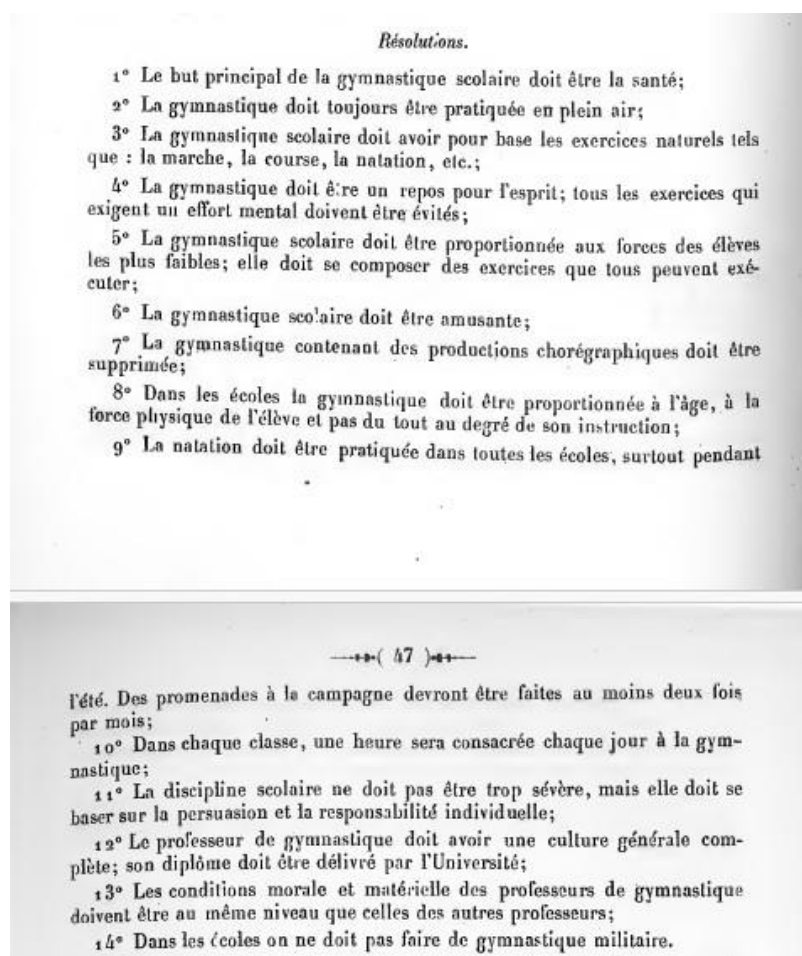 Résolutions.
1° Le but principal de la gymnastique scolaire doit être la santé;
2° La gymnastique doit toujours être pratiquée en plein air;
3° La gymnastique scolaire doit avoir pour base les exercices naturels tels
que : la marche, la course, la natation, etc.;
4° La gymnastique doit être un repos pour l'esprit; tous les exercices qui
exigent un effort mental doivent être évités;
5° La gymnastique scolaire doit être proportionnée aux forces des élèves
les plus faibles; elle doit se composer des exercices que tous peuvent exé-
cuter;
6° La gymnastique scolaire doit être amusante;
7° La gymnastique contenant des productions chorégraphiques doit être
supprimée;
8° Dans les écoles la gymnastique doit être proportionnée à l'âge, à la
force physique de l'élève et pas du tout au degré de son instruction;
9° La natation doit être pratiquée dans toutes les écoles, surtout pendant
( 47 )
l'été. Des promenades à la campagne devront être faites au moins deux fois
par mois;
10° Dans chaque classe, une heure sera consacrée chaque jour à la gym-
nastique;
11° La discipline scolaire ne doit pas être trop sévère, mais elle doit se
baser sur la persuasion et la responsabilité individuelle;
12° Le professeur de gymnastique doit avoir une culture générale com-
plète; son diplôme doit être délivré par l'Université;
13° Les conditions morale et matérielle des professeurs de gymnastique
doivent être au même niveau que celles des autres professeurs;
14° Dans les écoles on ne doit pas faire de gymnastique militaire.